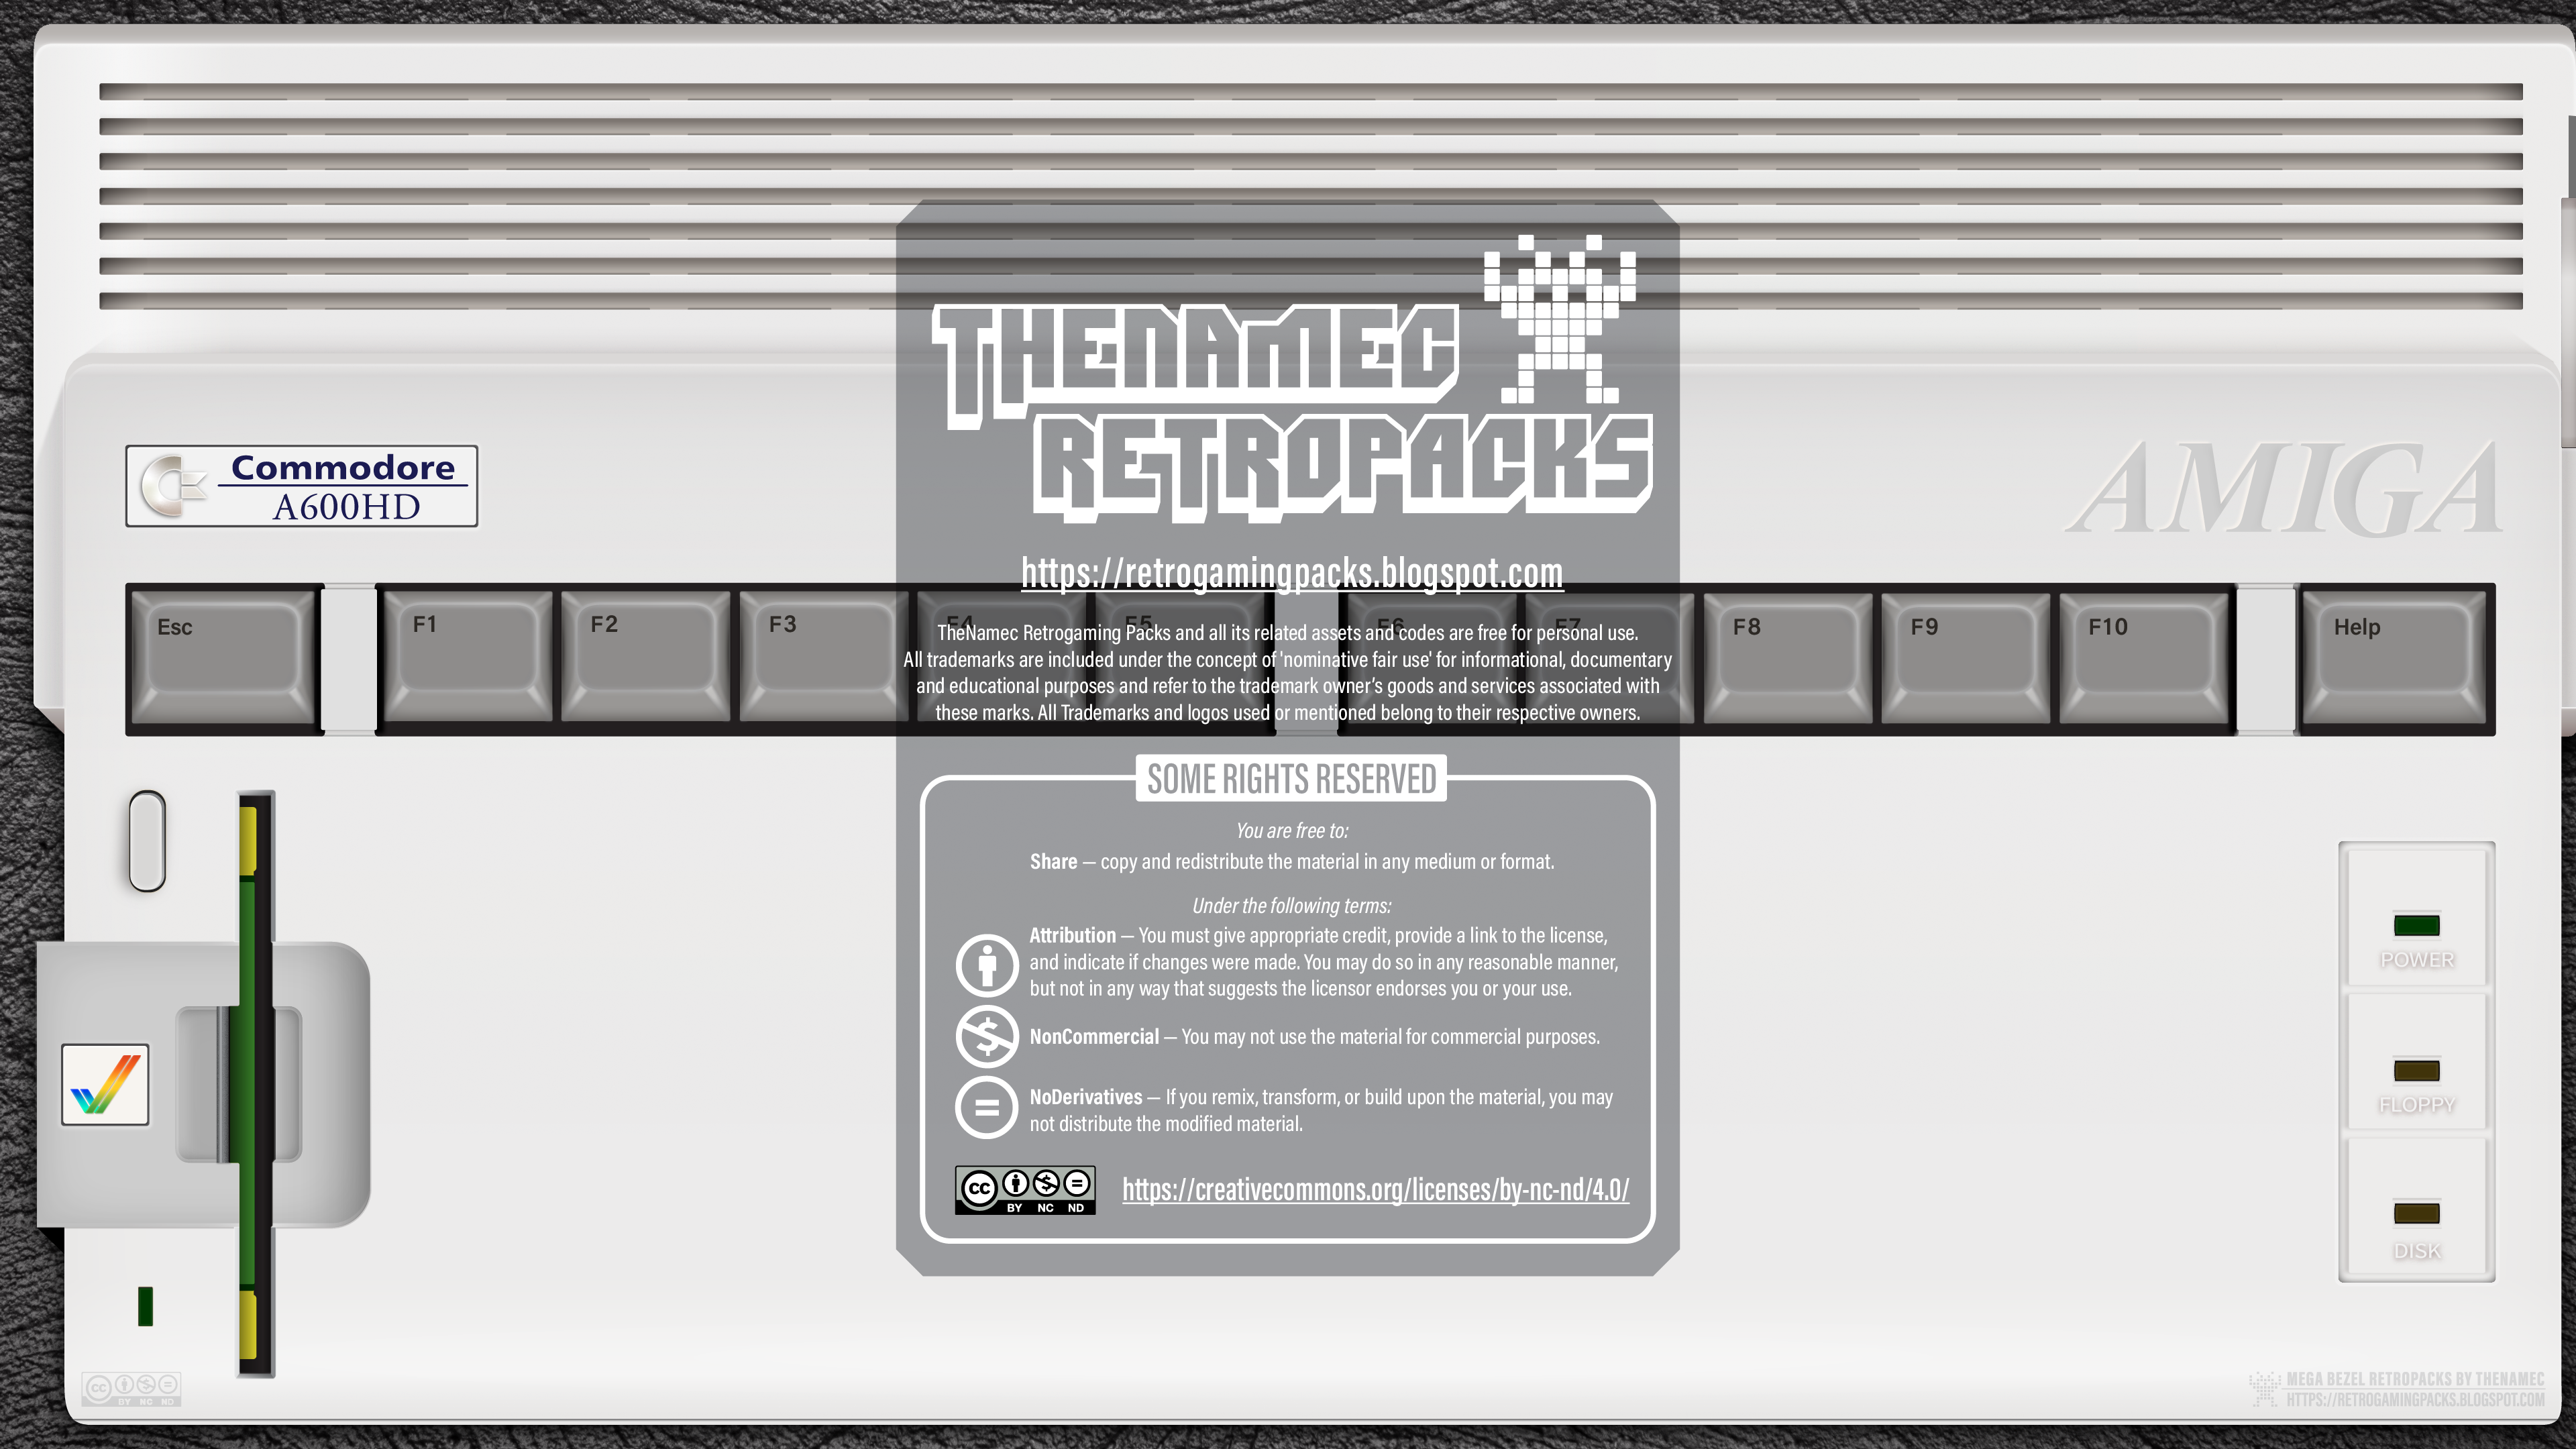 THENAMEC
RETROPACKS
Commodore
A600HD
AMIGA
https://retrogamingpacks.blogspot.com
Esc F1 F2 F3 F4 F5 F6 F7 F8 F9 F10 Help
TheNamec Retrogaming Packs and all its related assets and codes are free for personal use.
All trademarks are included under the concept of 'nominative fair use' for informational, documentary
and educational purposes and refer to the trademark owner’s goods and services associated with
these marks. All Trademarks and logos used or mentioned belong to their respective owners.
SOME RIGHTS RESERVED
You are free to:
Share — copy and redistribute the material in any medium or format.
Under the following terms:
Attribution — You must give appropriate credit, provide a link to the license,
and indicate if changes were made. You may do so in any reasonable manner,
but not in any way that suggests the licensor endorses you or your use.
NonCommercial — You may not use the material for commercial purposes.
NoDerivatives — If you remix, transform, or build upon the material, you may
not distribute the modified material.
cc BY NC ND
https://creativecommons.org/licenses/by-nc-nd/4.0/
POWER
FLOPPY
DISK
cc BY NC ND
MEGA BEZEL RETROPACKS BY THENAMEC
HTTPS://RETROGAMINGPACKS.BLOGSPOT.COM